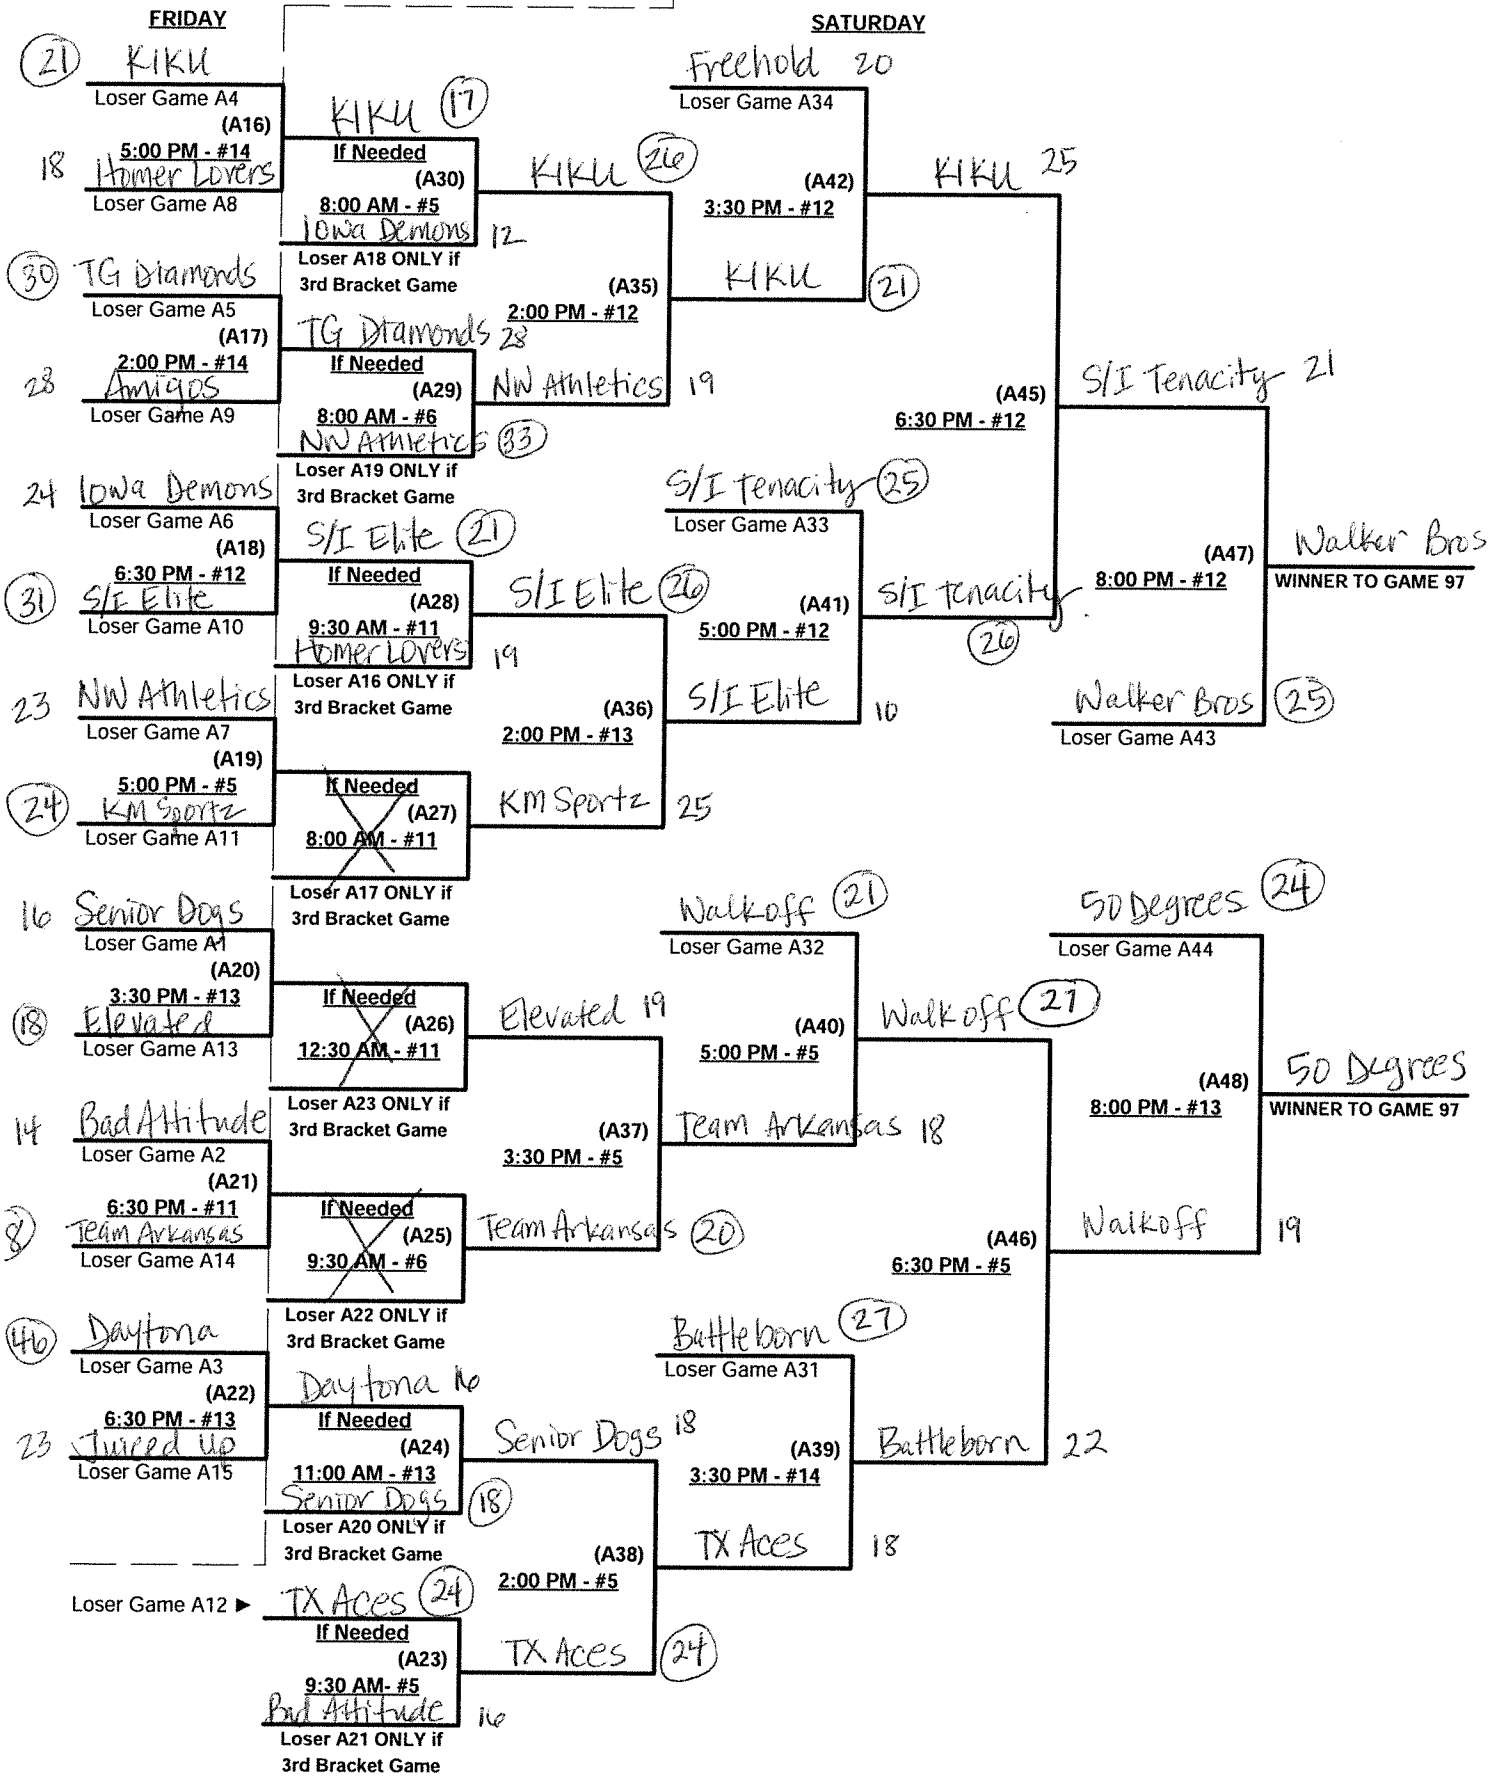 FRIDAY
SATURDAY
21 KIKU
Loser Game A4
(A16)
5:00 PM - #14
18 Homer Lovers
Loser Game A8
30 TG Diamonds
Loser Game A5
(A17)
2:00 PM - #14
28 Amigos
Loser Game A9
24 Iowa Demons
Loser Game A6
(A18)
6:30 PM - #12
31 S/I Elite
Loser Game A10
23 NW Athletics
Loser Game A7
(A19)
5:00 PM - #5
24 KM Sportz
Loser Game A11
16 Senior Dogs
Loser Game A1
(A20)
3:30 PM - #13
18 Elevated
Loser Game A13
14 Bad Attitude
Loser Game A2
(A21)
6:30 PM - #11
8 Team Arkansas
Loser Game A14
46 Daytona
Loser Game A3
(A22)
6:30 PM - #13
23 Juiced Up
Loser Game A15
Loser Game A12 ►
KIKU 17
If Needed
(A30)
8:00 AM - #5
Iowa Demons 12
Loser A18 ONLY if
3rd Bracket Game
TG Diamonds 28
If Needed
(A29)
8:00 AM - #6
NW Athletics 33
Loser A19 ONLY if
3rd Bracket Game
S/I Elite 21
If Needed
(A28)
9:30 AM - #11
Homer Lovers 19
Loser A16 ONLY if
3rd Bracket Game
If Needed
(A27)
8:00 AM - #11
Loser A17 ONLY if
3rd Bracket Game
If Needed
(A26)
12:30 AM - #11
Loser A23 ONLY if
3rd Bracket Game
If Needed
(A25)
9:30 AM - #6
Loser A22 ONLY if
3rd Bracket Game
Daytona 16
If Needed
(A24)
11:00 AM - #13
Senior Dogs 18
Loser A20 ONLY if
3rd Bracket Game
TX Aces 24
If Needed
(A23)
9:30 AM- #5
Bad Attitude 16
Loser A21 ONLY if
3rd Bracket Game
KIKU 26
(A35)
2:00 PM - #12
NW Athletics 19
S/I Elite 26
(A36)
2:00 PM - #13
KM Sportz 25
Elevated 19
(A37)
3:30 PM - #5
Team Arkansas 20
Senior Dogs 18
(A38)
2:00 PM - #5
TX Aces 24
Freehold 20
Loser Game A34
(A42)
3:30 PM - #12
KIKU 21
S/I Tenacity 25
Loser Game A33
(A41)
5:00 PM - #12
S/I Elite 10
Walkoff 21
Loser Game A32
(A40)
5:00 PM - #5
Team Arkansas 18
Battleborn 27
Loser Game A31
(A39)
3:30 PM - #14
TX Aces 18
KIKU 25
(A45)
6:30 PM - #12
S/I Tenacity
26
Walkoff 27
(A46)
6:30 PM - #5
Battleborn 22
S/I Tenacity 21
(A47)
8:00 PM - #12
Walker Bros 25
Loser Game A43
50 Degrees 24
Loser Game A44
(A48)
8:00 PM - #13
Walkoff 19
Walker Bros
WINNER TO GAME 97
50 Degrees
WINNER TO GAME 97